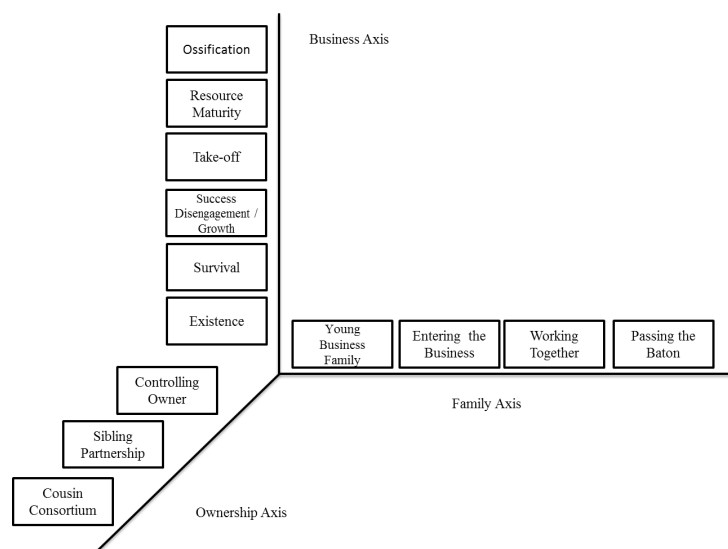 Ossification
Business Axis
Resource
Maturity
Take-off
Success
Disengagement /
Growth
Survival
Existence
Young
Business
Family
Entering the
Business
Working
Together
Passing the
Baton
Controlling
Owner
Family Axis
Sibling
Partnership
Cousin
Consortium
Ownership Axis